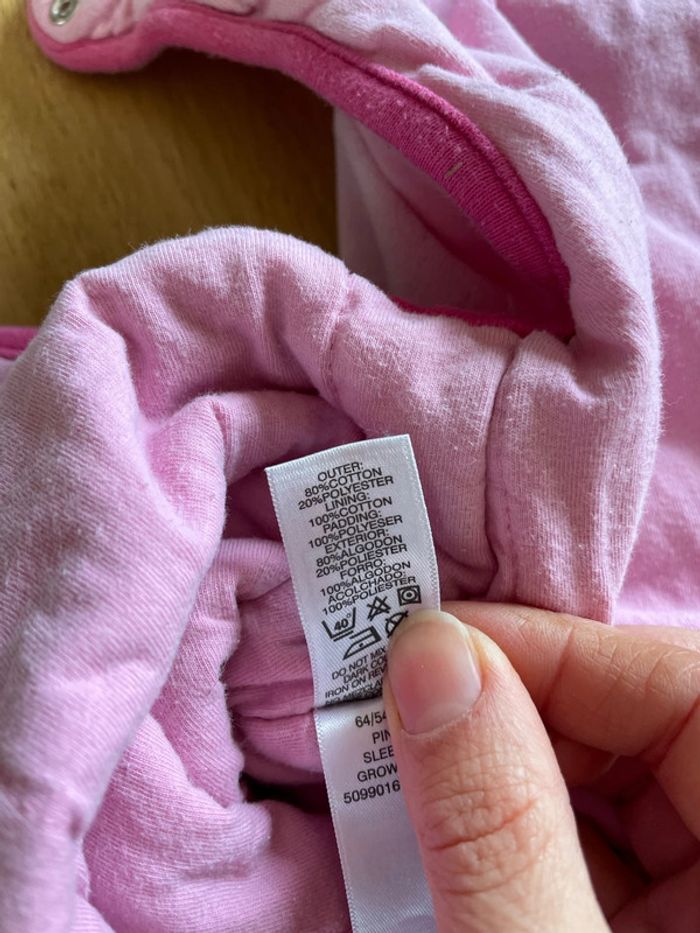 OUTER:
80%COTTON
20%POLYESTER
LINING:
100%COTTON
PADDING:
100%POLYESER
EXTERIOR:
80%ALGODON
20%POLIESTER
FORRO:
100%ALGODON
ACOLCHADO:
100%POLIESTER
40°
DO NOT MIX
DARK CO
IRON ON REV
64/54
PIN
SLEE
GROW
5099016